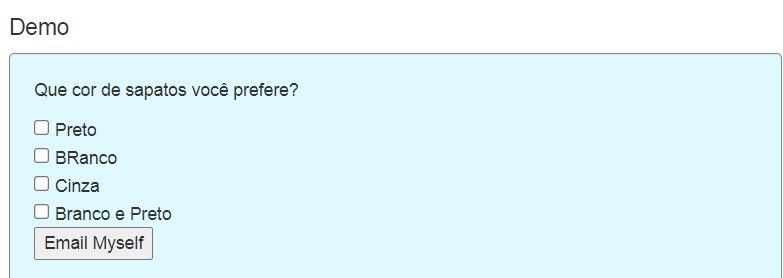 Demo
Que cor de sapatos você prefere?
Preto
BRanco
Cinza
Branco e Preto
Email Myself